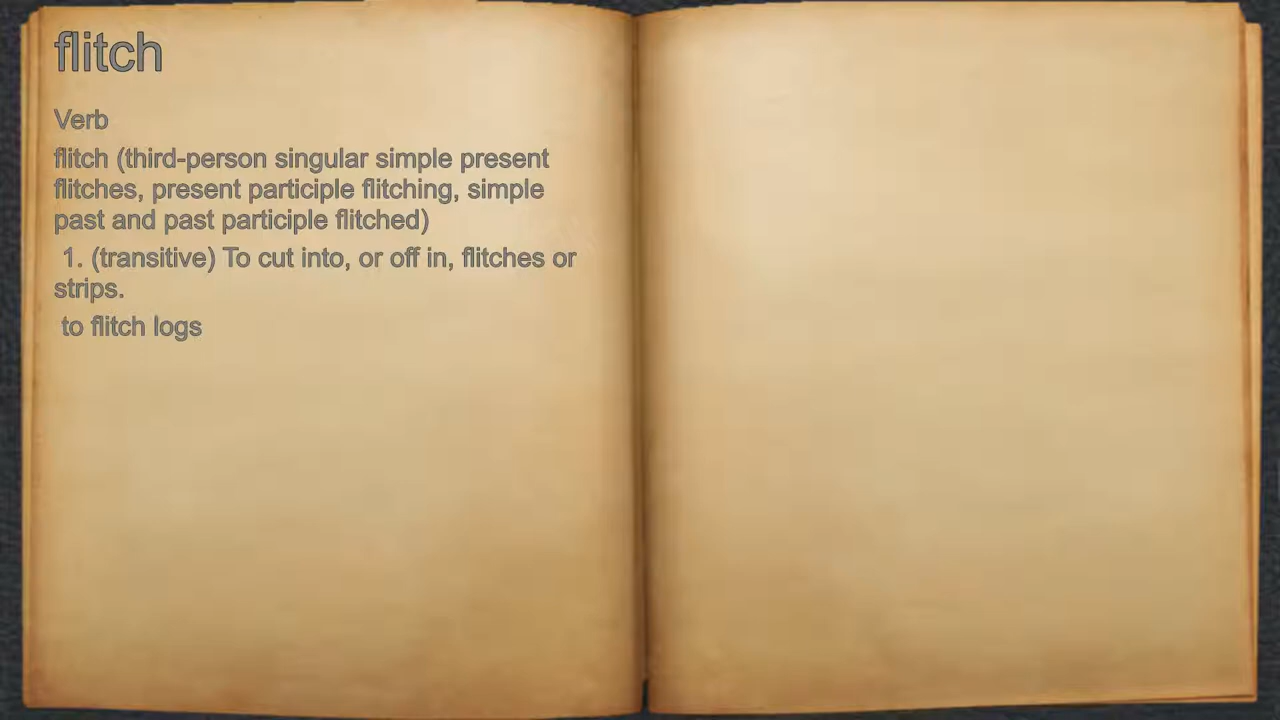 flitch
Verb
flitch (third-person singular simple present
flitches, present participle flitching, simple
past and past participle flitched)
1. (transitive) To cut into, or off in, flitches or
strips.
to flitch logs